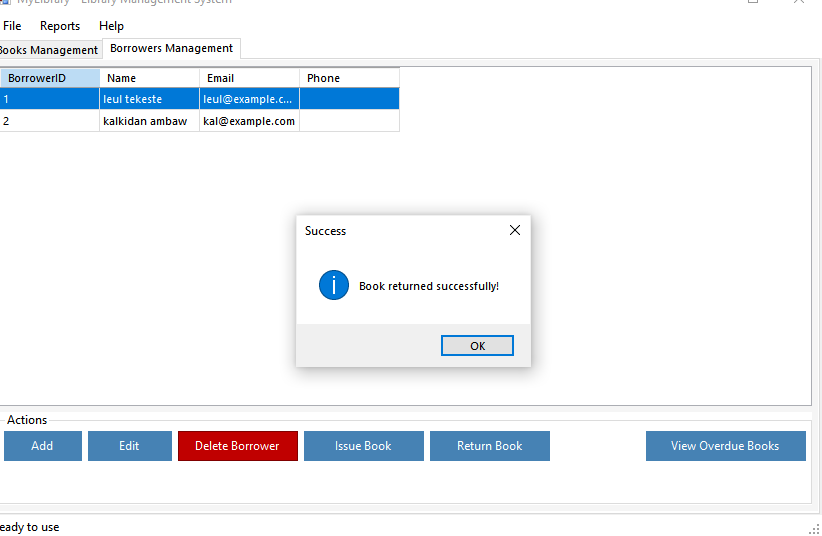 MyLibrary - Library Management System
File Reports Help
Books Management Borrowers Management
BorrowerID Name Email Phone
1 leul tekeste leul@example.c...
2 kalkidan ambaw kal@example.com
Success
Book returned successfully!
OK
Actions
Add Edit Delete Borrower Issue Book Return Book View Overdue Books
eady to use